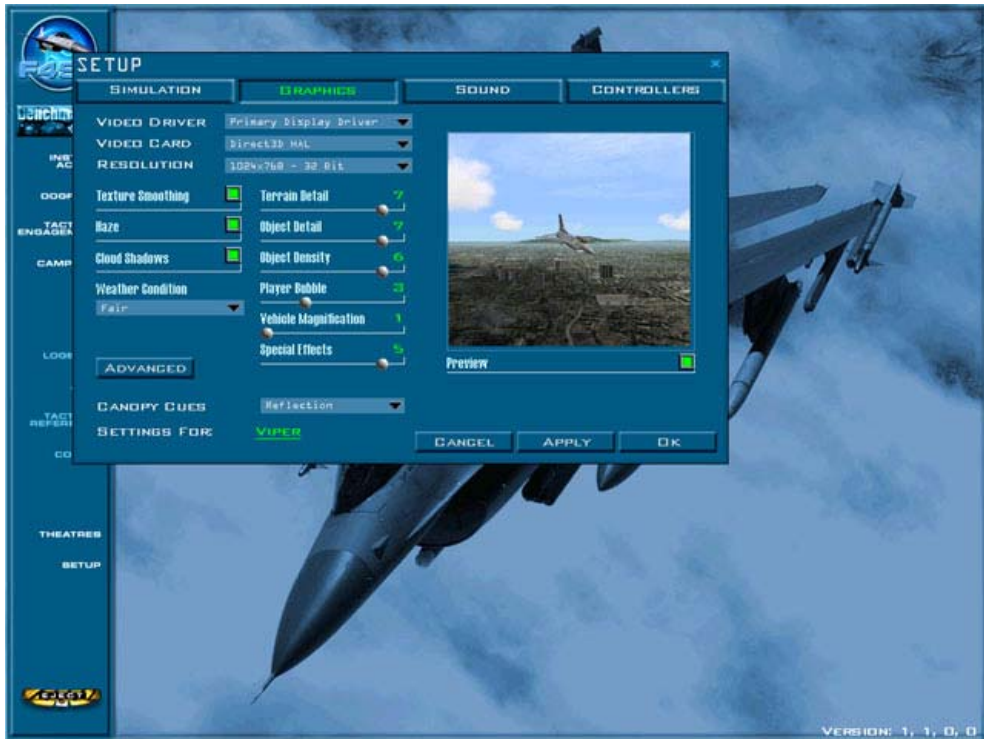 SETUP
SIMULATION GRAPHICS SOUND CONTROLLERS
VIDEO DRIVER Primary Display Driver
VIDEO CARD Direct3D HAL
RESOLUTION 1024x768 - 32 Bit
Texture Smoothing Terrain Detail 7
Haze Object Detail 7
Cloud Shadows Object Density 6
Weather Condition Player Bubble 3
Fair
Vehicle Magnification 1
Special Effects 5
Preview
ADVANCED
CANOPY CUES Reflection
SETTINGS FOR: VIPER
CANCEL APPLY OK
THEATRES
SETUP
EJECT
VERSION: 1, 1, 0, 0